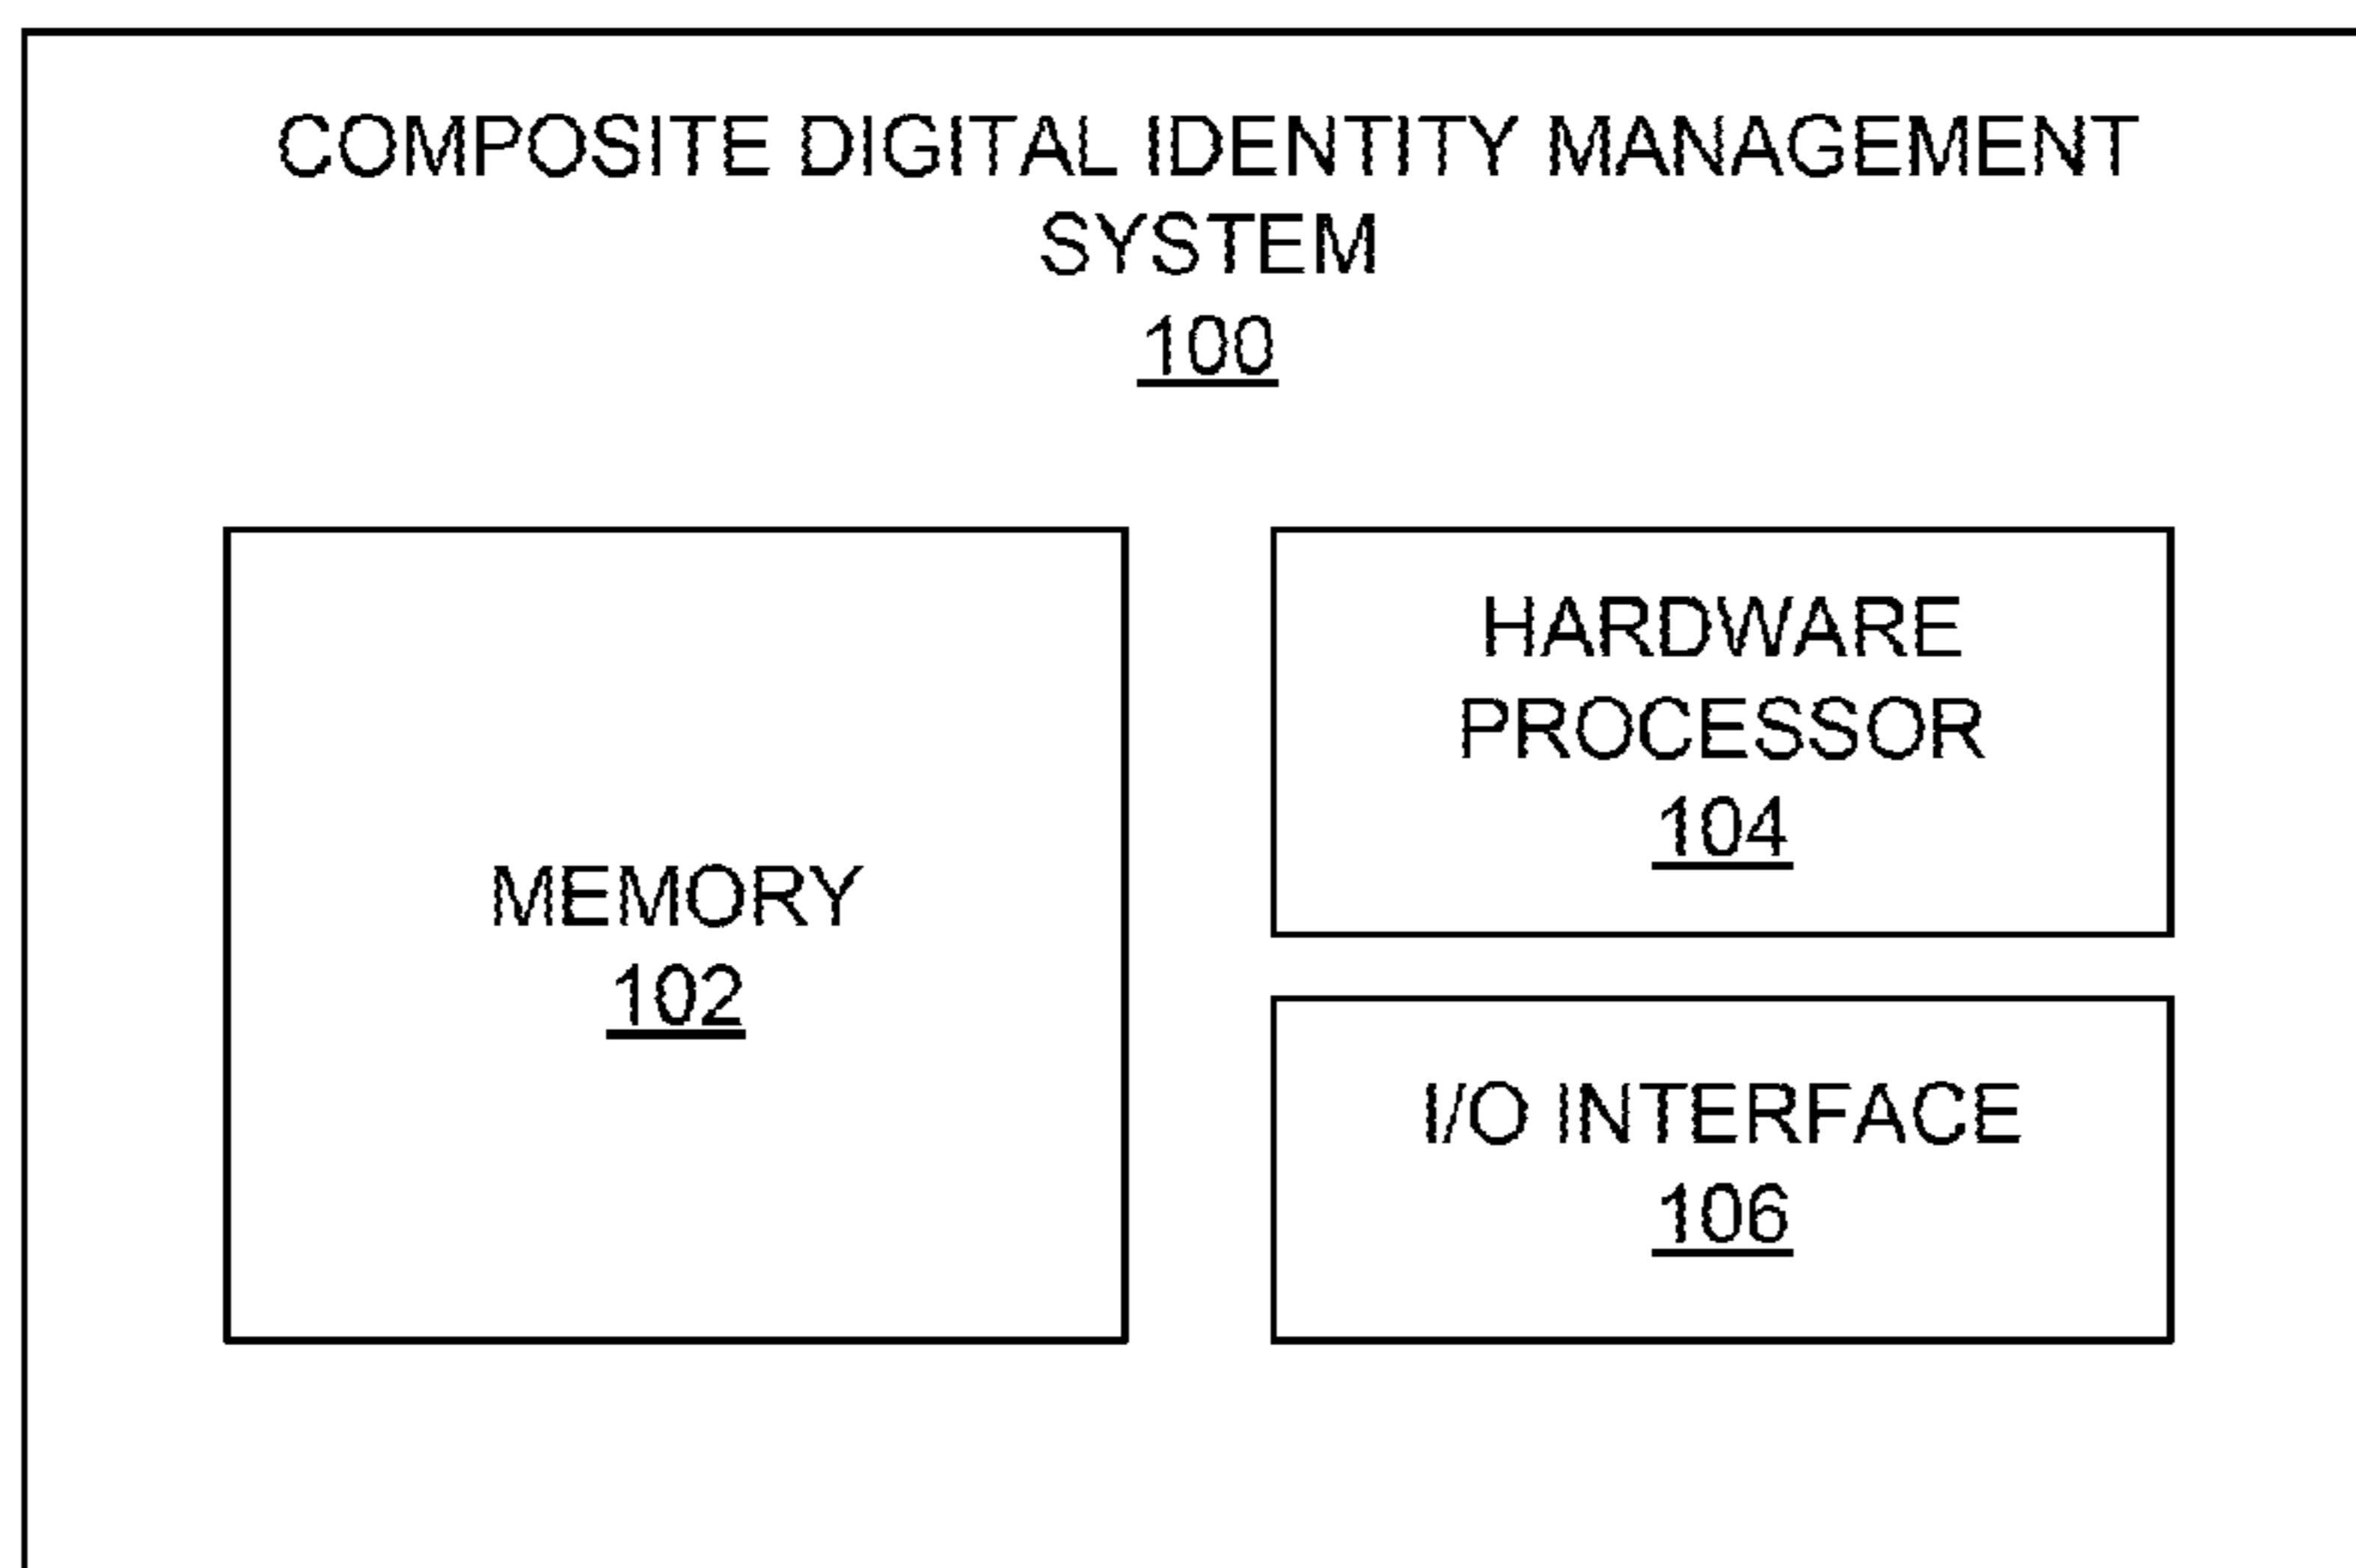 COMPOSITE DIGITAL IDENTITY MANAGEMENT
SYSTEM
100
MEMORY
102
HARDWARE
PROCESSOR
104
I/O INTERFACE
106